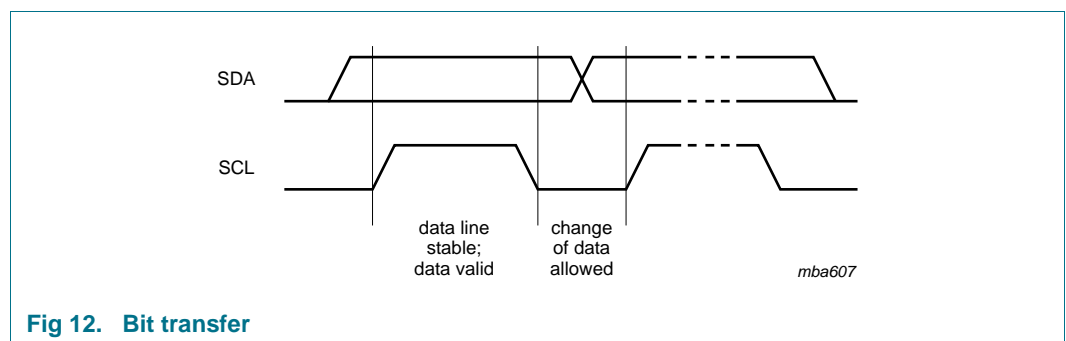 SDA
SCL
data line
stable;
data valid
change
of data
allowed
mba607
Fig 12. Bit transfer